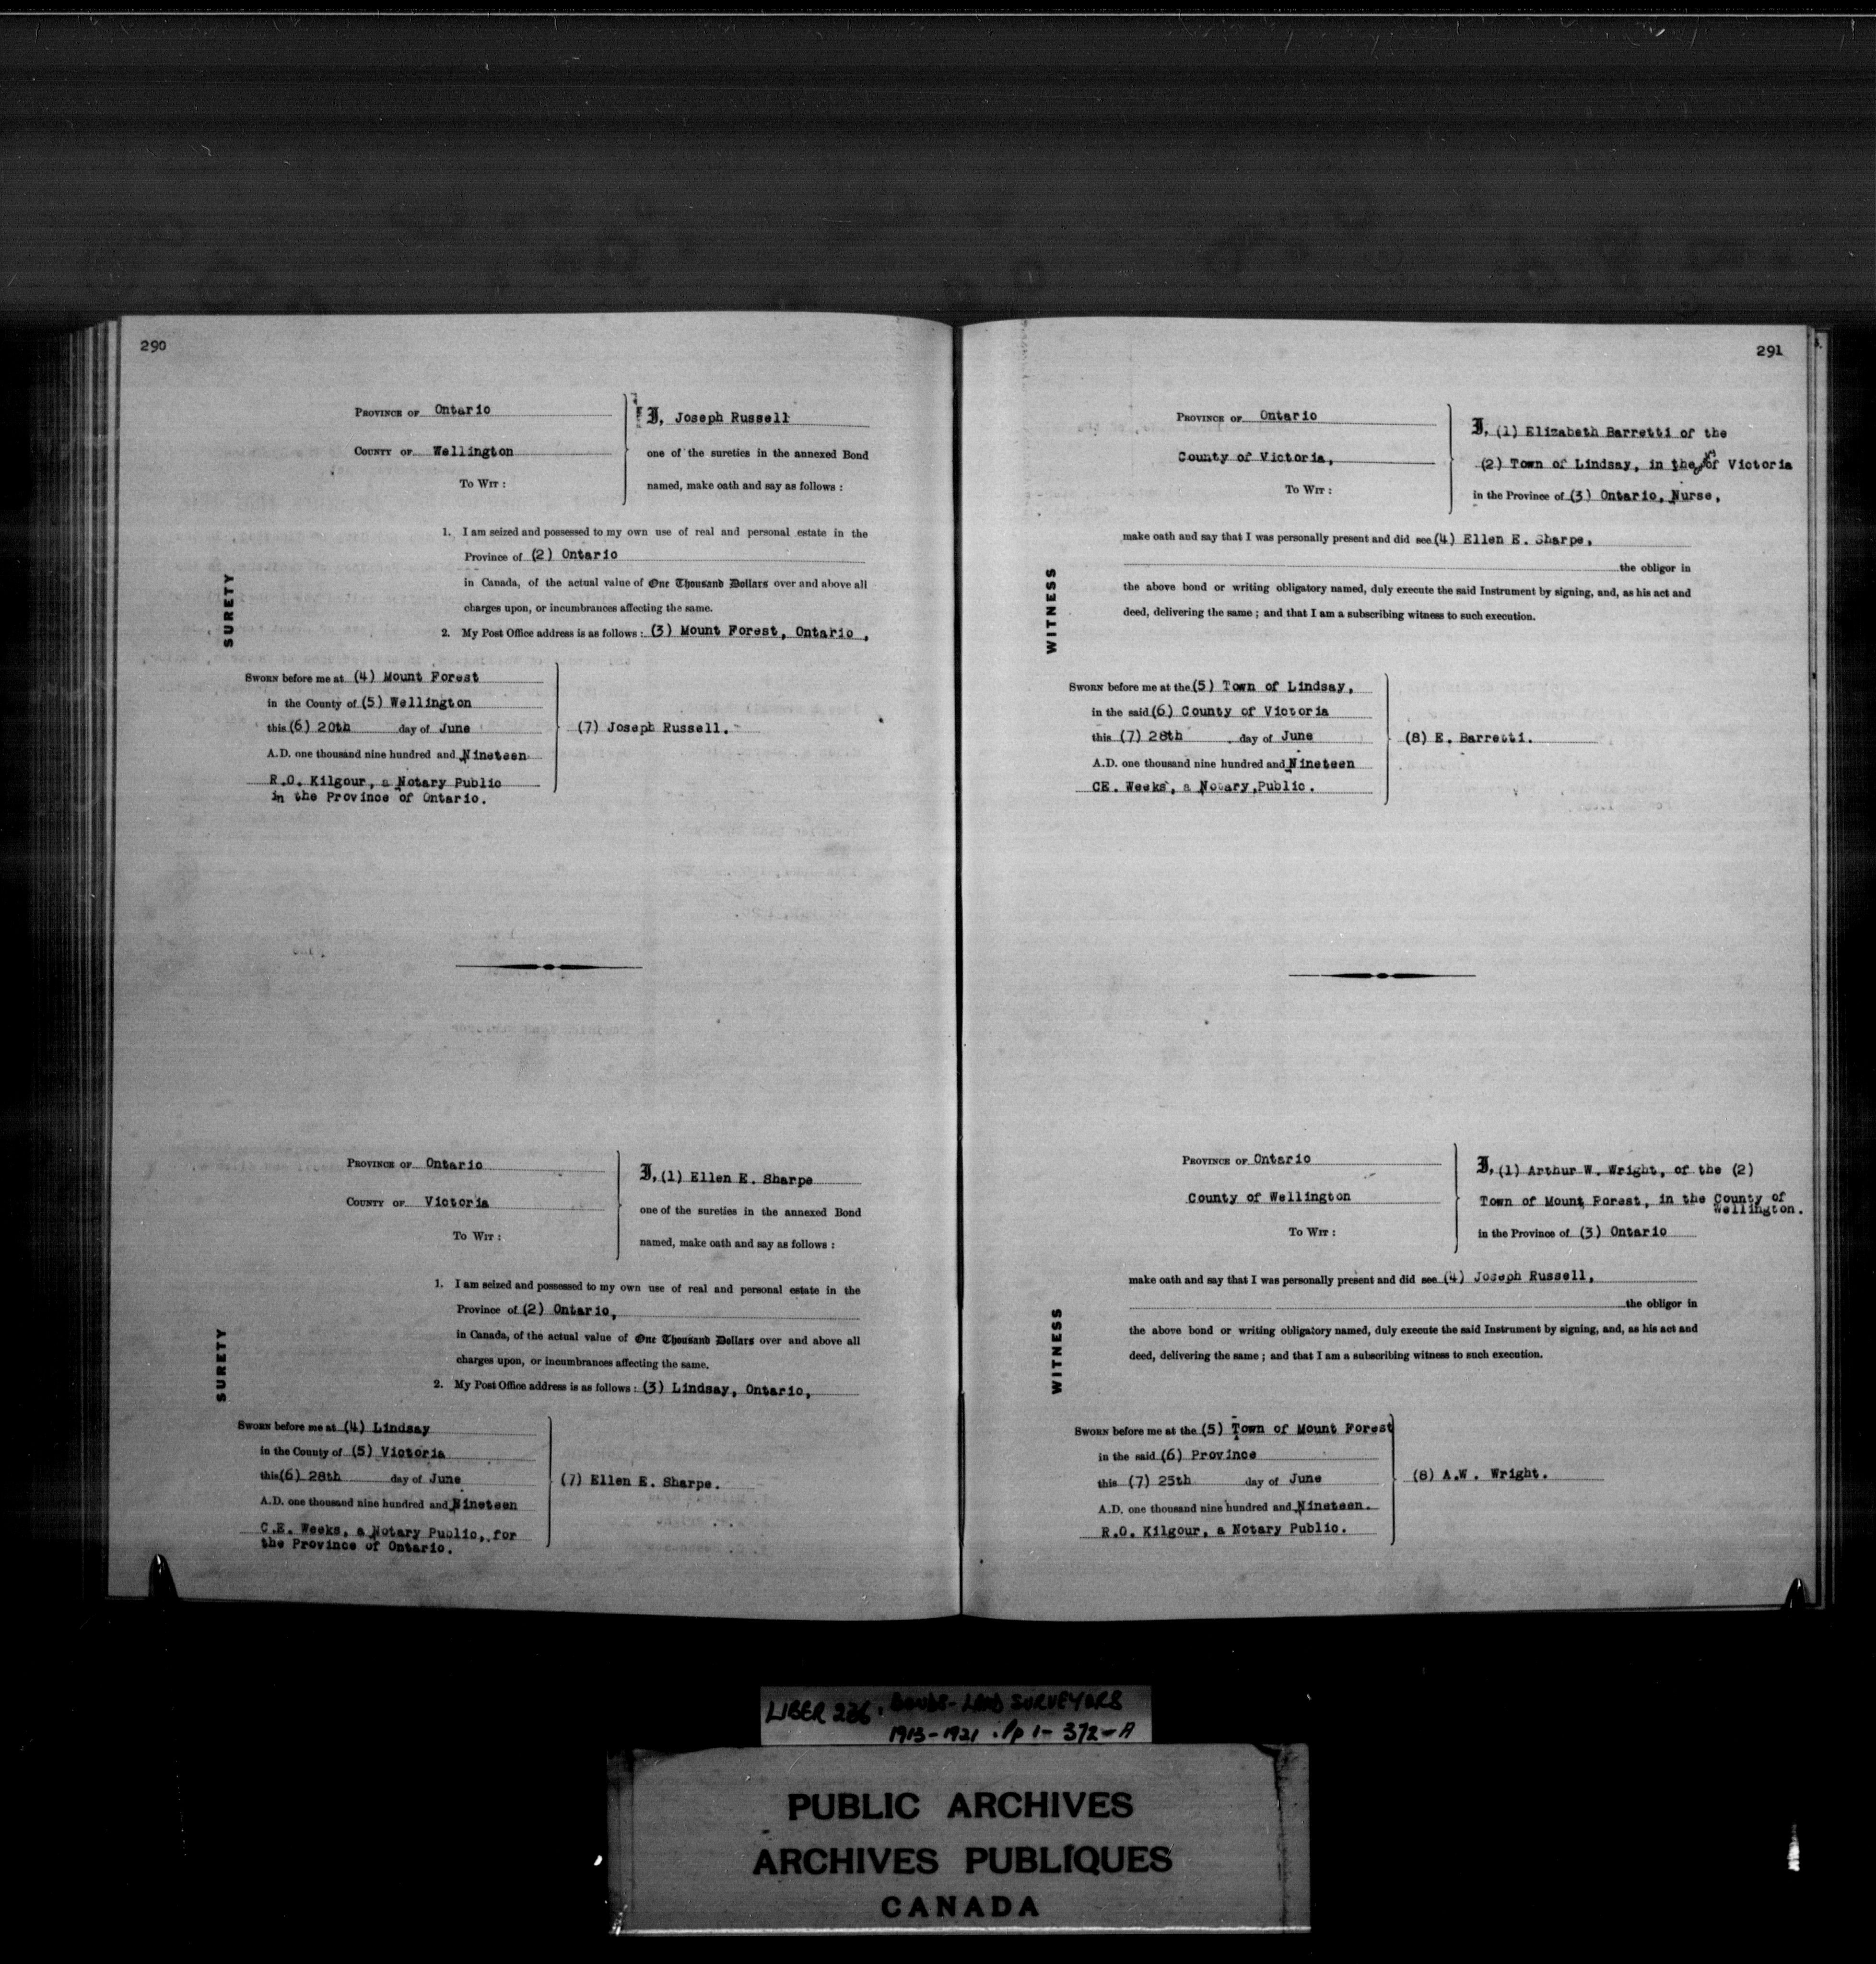 290
PROVINCE OF Ontario
COUNTY OF Wellington
TO WIT :
I, Joseph Russell
one of the sureties in the annexed Bond
named, make oath and say as follows :
1. I am seized and possessed to my own use of real and personal estate in the
Province of (2) Ontario
in Canada, of the actual value of One Thousand Dollars over and above all
charges upon, or incumbrances affecting the same.
2. My Post Office address is as follows : (3) Mount Forest, Ontario ,
SURETY
SWORN before me at (4) Mount Forest
in the County of (5) Wellington
this (6) 20th day of June
A.D. one thousand nine hundred and Nineteen
R.O. Kilgour, a Notary Public
in the Province of Ontario.
(7) Joseph Russell.
PROVINCE OF Ontario
COUNTY OF Victoria
TO WIT :
I, (1) Ellen E. Sharpe
one of the sureties in the annexed Bond
named, make oath and say as follows :
1. I am seized and possessed to my own use of real and personal estate in the
Province of (2) Ontario,
in Canada, of the actual value of One Thousand Dollars over and above all
charges upon, or incumbrances affecting the same.
2. My Post Office address is as follows : (3) Lindsay, Ontario,
SURETY
SWORN before me at (4) Lindsay
in the County of (5) Victoria
this (6) 28th day of June
A.D. one thousand nine hundred and Nineteen
C.E. Weeks, a Notary Public, for
the Province of Ontario.
(7) Ellen E. Sharpe.
291
PROVINCE OF Ontario
County of Victoria,
TO WIT :
I, (1) Elizabeth Barretti of the
(2) Town of Lindsay, in the of Victoria
in the Province of (3) Ontario, Nurse,
make oath and say that I was personally present and did see (4) Ellen E. Sharpe,
the obligor in
the above bond or writing obligatory named, duly execute the said Instrument by signing, and, as his act and
deed, delivering the same ; and that I am a subscribing witness to such execution.
WITNESS
SWORN before me at the (5) Town of Lindsay,
in the said (6) County of Victoria
this (7) 28th day of June
A.D. one thousand nine hundred and Nineteen
CE. Weeks, a Notary, Public.
(8) E. Barretti.
PROVINCE OF Ontario
County of Wellington
TO WIT :
I, (1) Arthur W. Wright, of the (2)
Town of Mount Forest, in the County of
Wellington.
in the Province of (3) Ontario
make oath and say that I was personally present and did see (4) Joseph Russell,
the obligor in
the above bond or writing obligatory named, duly execute the said Instrument by signing, and, as his act and
deed, delivering the same ; and that I am a subscribing witness to such execution.
WITNESS
SWORN before me at the (5) Town of Mount Forest
in the said (6) Province
this (7) 25th day of June
A.D. one thousand nine hundred and Nineteen.
R.O. Kilgour, a Notary Public.
(8) A.W. Wright.
LIBER 236 : BONDS - LAND SURVEYORS
1913-1921 : Pp 1 - 372-A
PUBLIC ARCHIVES
ARCHIVES PUBLIQUES
CANADA